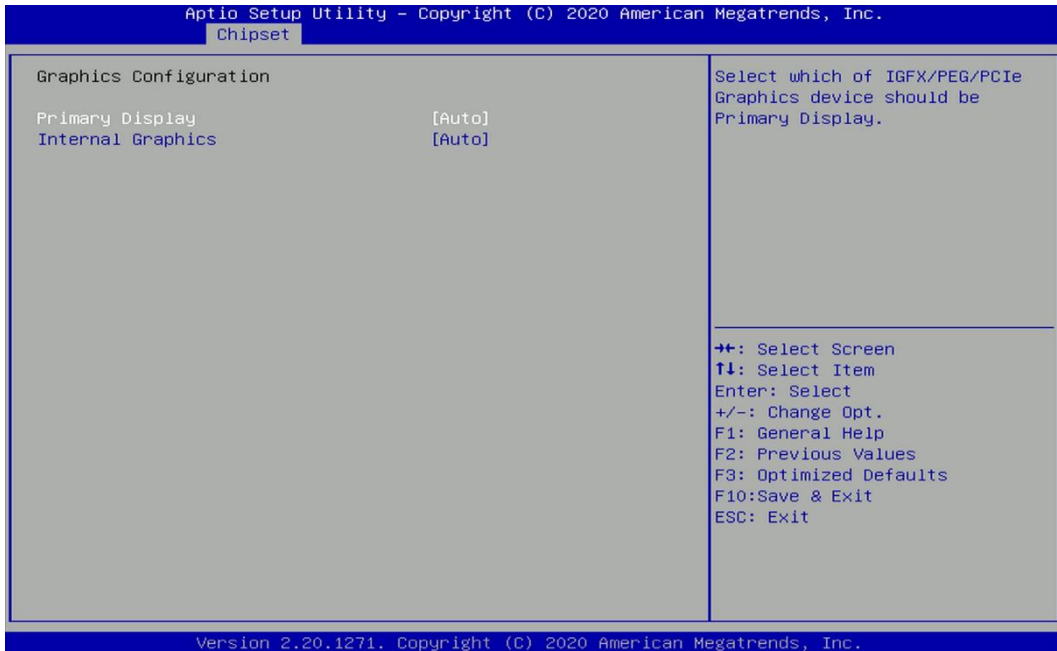 Aptio Setup Utility – Copyright (C) 2020 American Megatrends, Inc.
Chipset
Graphics Configuration
Primary Display [Auto]
Internal Graphics [Auto]
Select which of IGFX/PEG/PCIe
Graphics device should be
Primary Display.
→←: Select Screen
↑↓: Select Item
Enter: Select
+/-: Change Opt.
F1: General Help
F2: Previous Values
F3: Optimized Defaults
F10:Save & Exit
ESC: Exit
Version 2.20.1271. Copyright (C) 2020 American Megatrends, Inc.